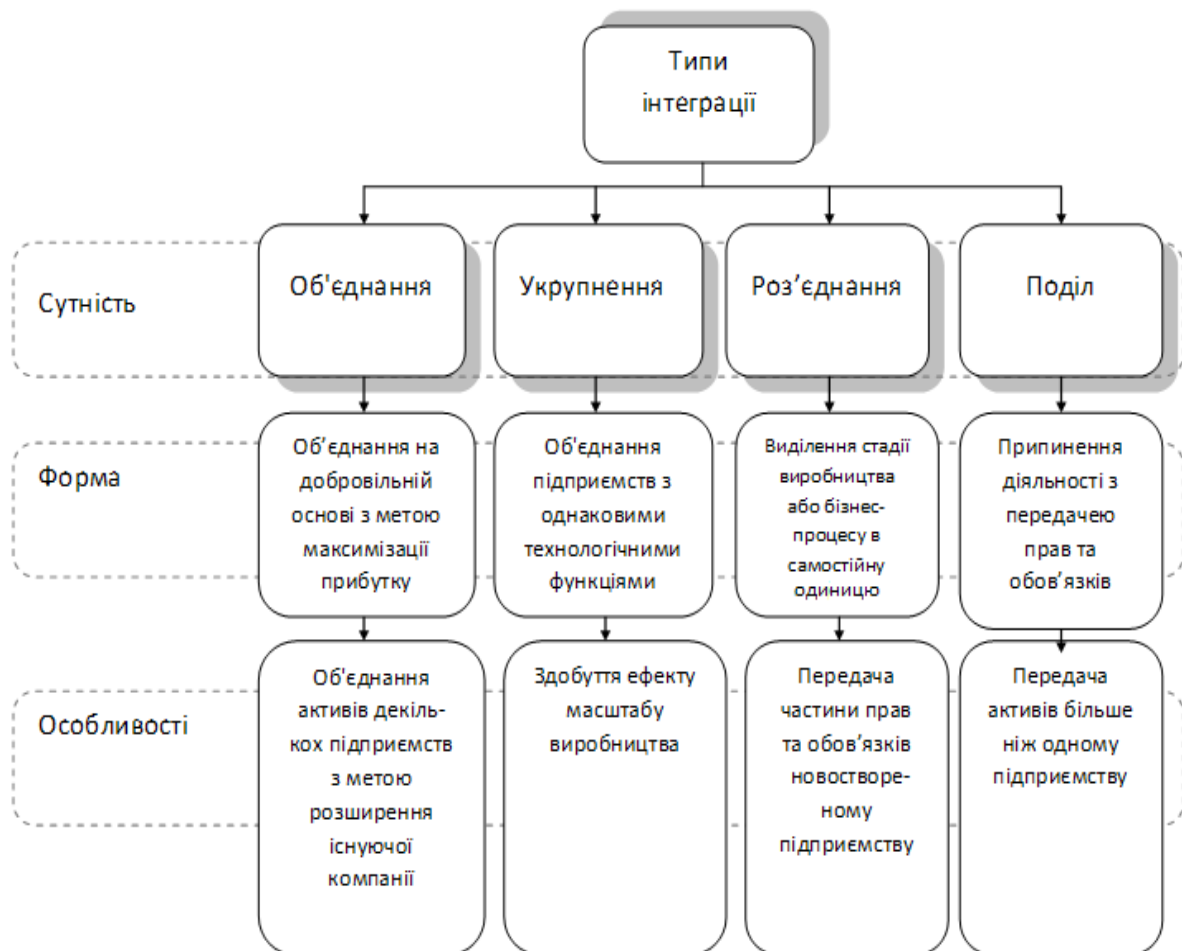 Типи
інтеграції
Сутність
Об'єднання
Укрупнення
Роз’єднання
Поділ
Форма
Об’єднання на
добровільній
основі з метою
максимізації
прибутку
Об'єднання
підприємств з
однаковими
технологічними
функціями
Виділення стадії
виробництва
або бізнес-
процесу в
самостійну
одиницю
Припинення
діяльності з
передачею
прав та
обов’язків
Особливості
Об'єднання
активів декіль-
кох підприємств
з метою
розширення
існуючої
компанії
Здобуття ефекту
масштабу
виробництва
Передача
частини прав
та обов’язків
новостворе-
ному
підприємству
Передача
активів більше
ніж одному
підприємству